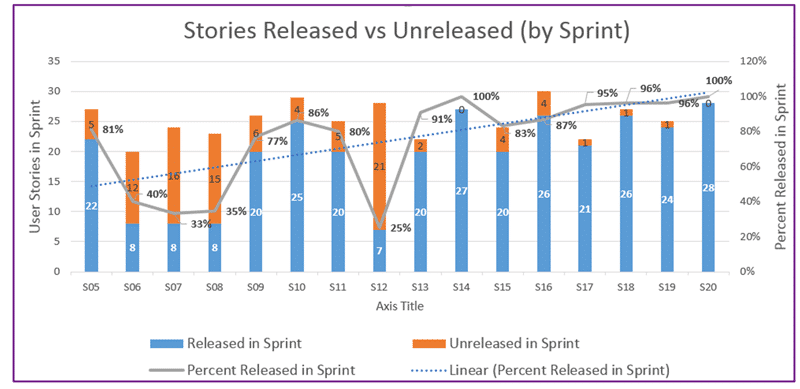 Stories Released vs Unreleased (by Sprint)
35 120%
30 100%
25 80%
20 60%
15 40%
10 20%
5 0%
0
User Stories in Sprint
Percent Released in Sprint
5 12 16 15 6 4 5 21 2 0 4 4 1 1 1 0
81% 40% 33% 35% 77% 86% 80% 25% 91% 100% 83% 87% 95% 96% 96% 100%
22 8 8 8 20 25 20 7 20 27 20 26 21 26 24 28
S05 S06 S07 S08 S09 S10 S11 S12 S13 S14 S15 S16 S17 S18 S19 S20
Axis Title
Released in Sprint Unreleased in Sprint
Percent Released in Sprint Linear (Percent Released in Sprint)